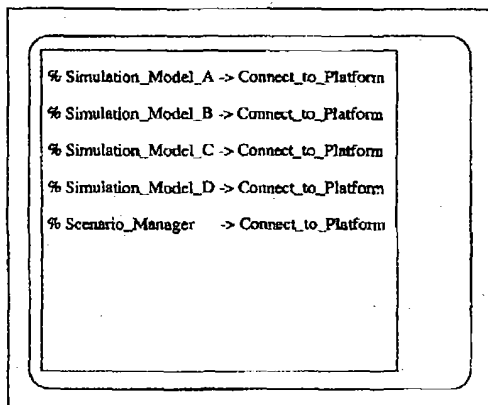 % Simulation_Model_A -> Connect_to_Platform
% Simulation_Model_B -> Connect_to_Platform
% Simulation_Model_C -> Connect_to_Platform
% Simulation_Model_D -> Connect_to_Platform
% Scenario_Manager -> Connect_to_Platform